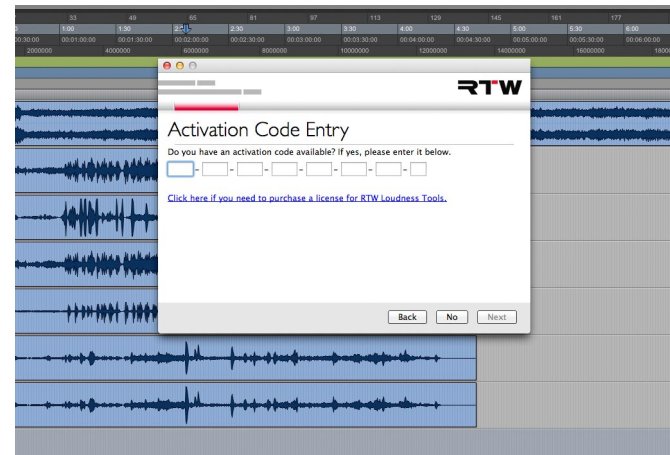 33 49 65 81 97 113 129 145 161 177
1:00 1:30 2:30 3:00 3:30 4:00 4:30 5:00 5:30 6:00
00:30:00 00:01:00:00 00:01:30:00 00:02:00:00 00:02:30:00 00:03:00:00 00:03:30:00 00:04:00:00 00:04:30:00 00:05:00:00 00:05:30:00 00:06:00:00
2000000 4000000 6000000 8000000 10000000 12000000 14000000 16000000
RTW
Activation Code Entry
Do you have an activation code available? If yes, please enter it below.
- - - - - - -
Click here if you need to purchase a license for RTW Loudness Tools.
Back No Next